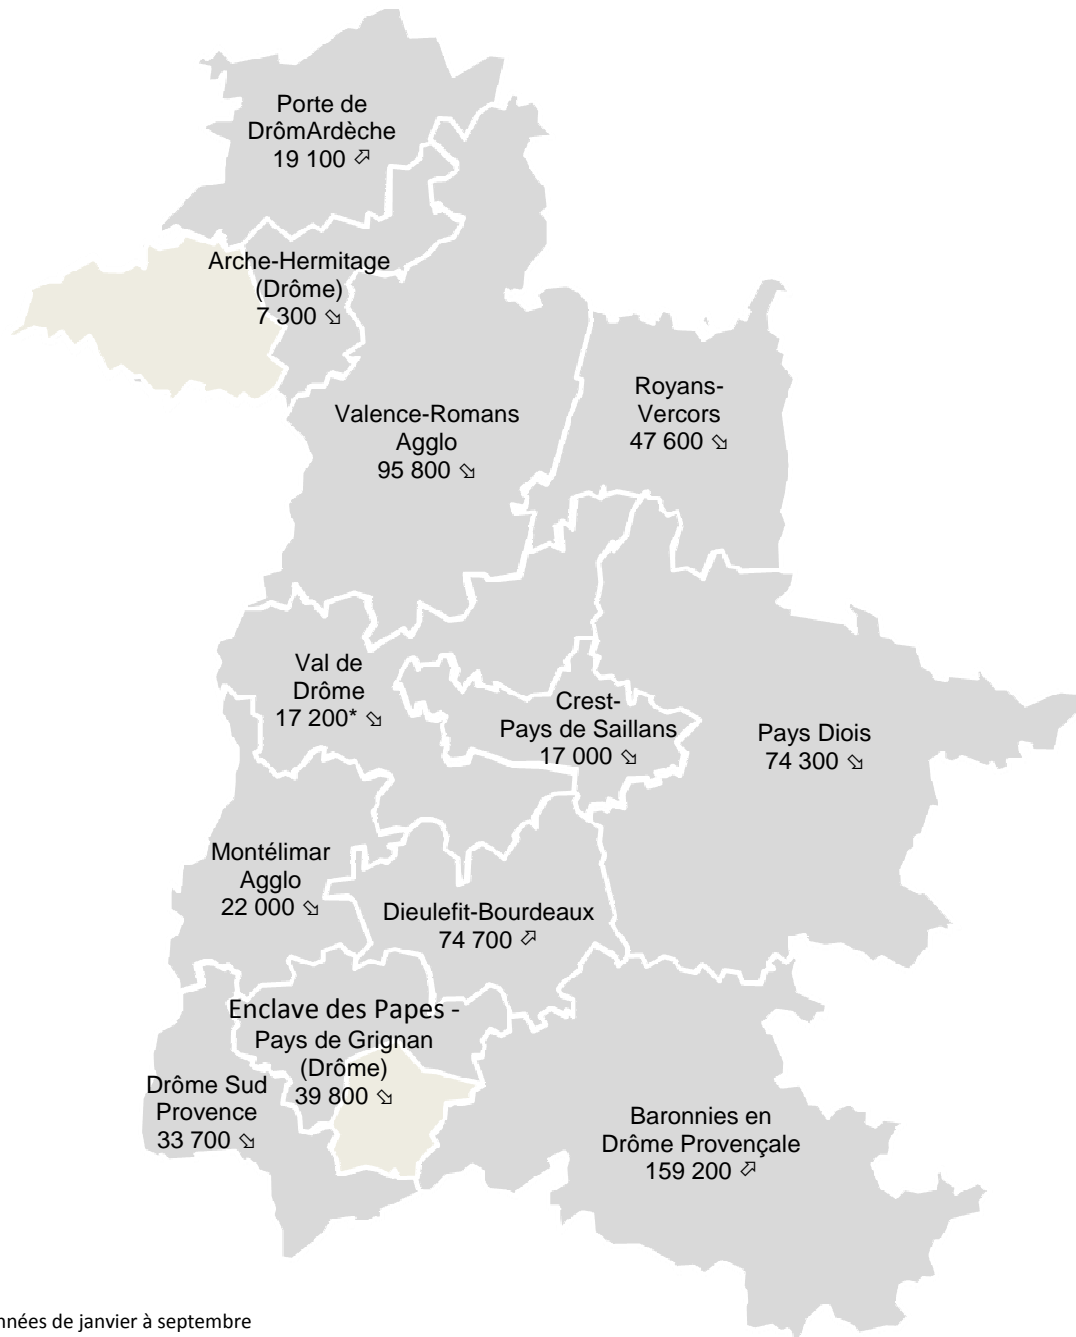 Porte de
DrômArdèche
19 100 ⬀
Arche-Hermitage
(Drôme)
7 300 ⬂
Royans-
Vercors
47 600 ⬂
Valence-Romans
Agglo
95 800 ⬂
Val de
Drôme
17 200* ⬂
Crest-
Pays de Saillans
17 000 ⬂
Pays Diois
74 300 ⬂
Montélimar
Agglo
22 000 ⬂
Dieulefit-Bourdeaux
74 700 ⬀
Enclave des Papes -
Pays de Grignan
(Drôme)
39 800 ⬂
Drôme Sud
Provence
33 700 ⬂
Baronnies en
Drôme Provençale
159 200 ⬀
nnées de janvier à septembre